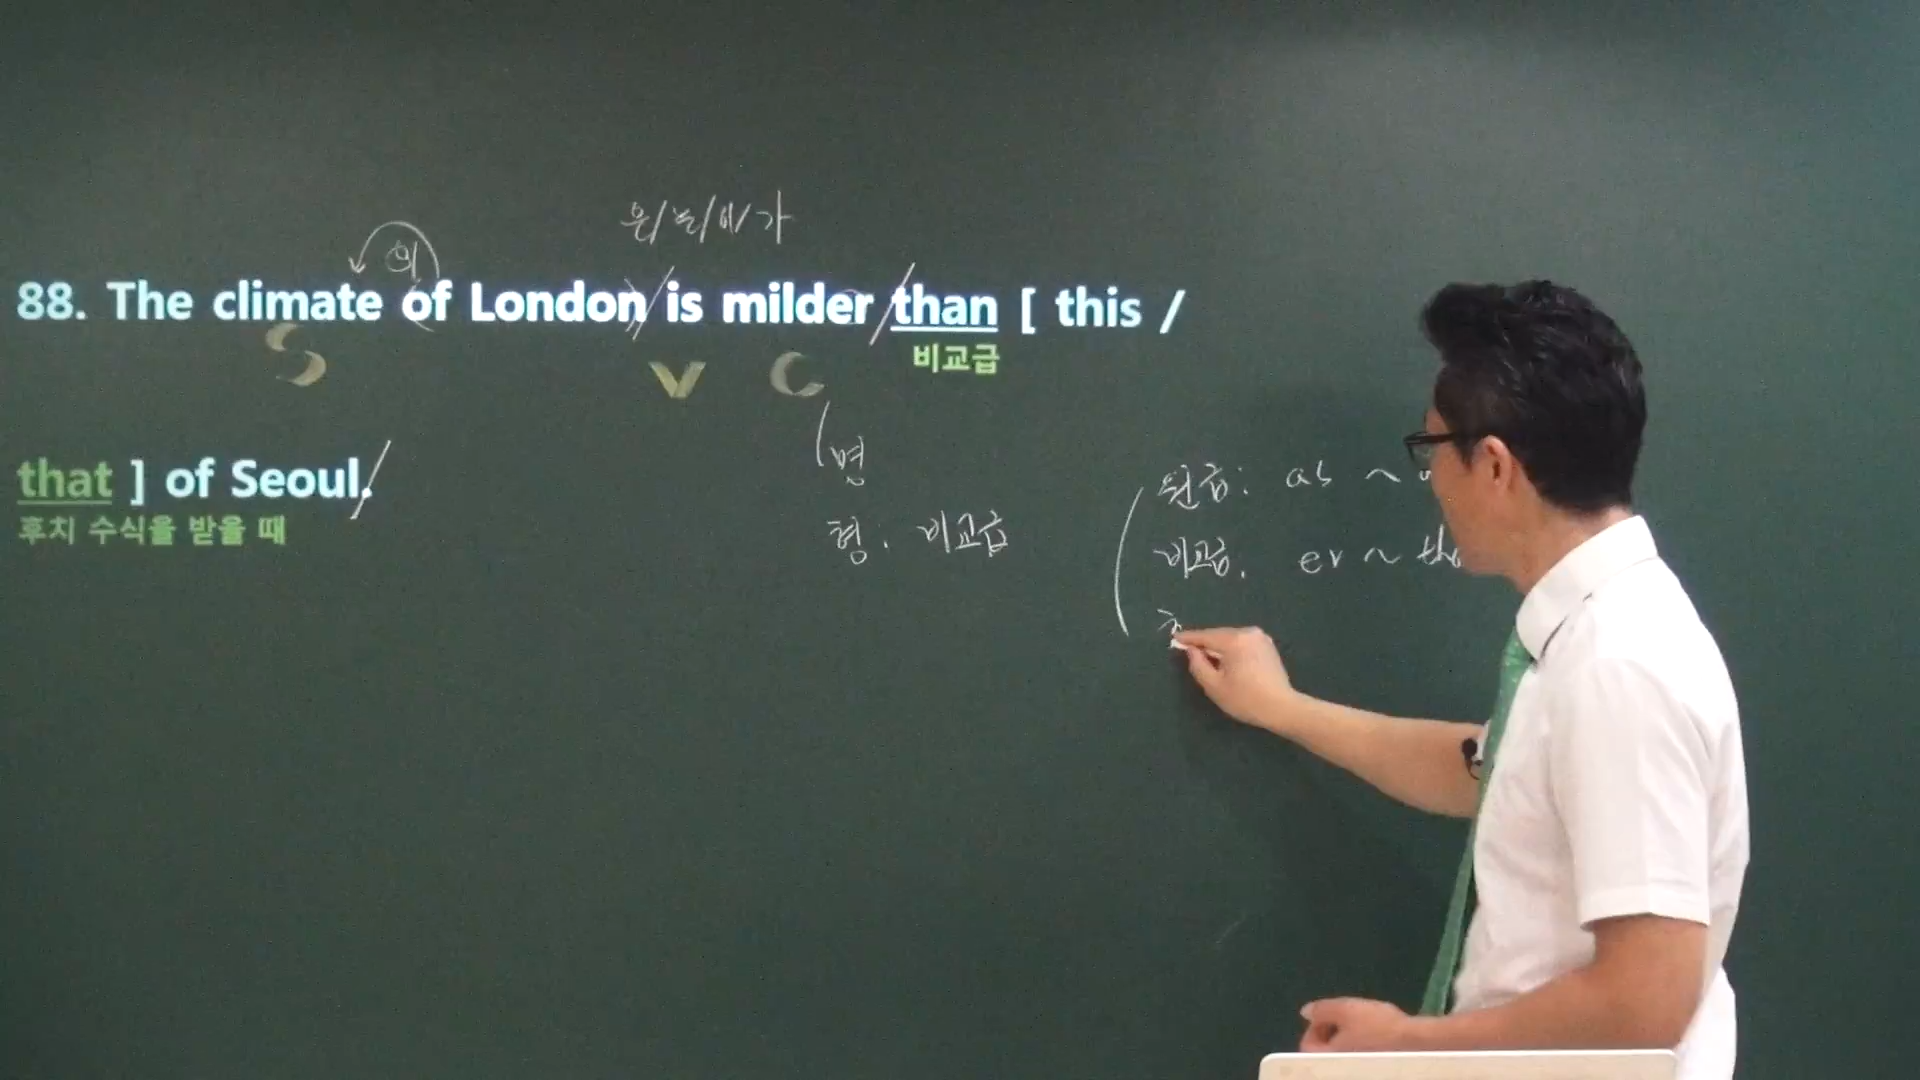 은/는/이/가
의
88. The climate of London / is milder / than [ this /
S V C 비교급
that ] of Seoul. /
후치 수식을 받을 때
명
형. 비교급
원급: as ~
비교급. er ~